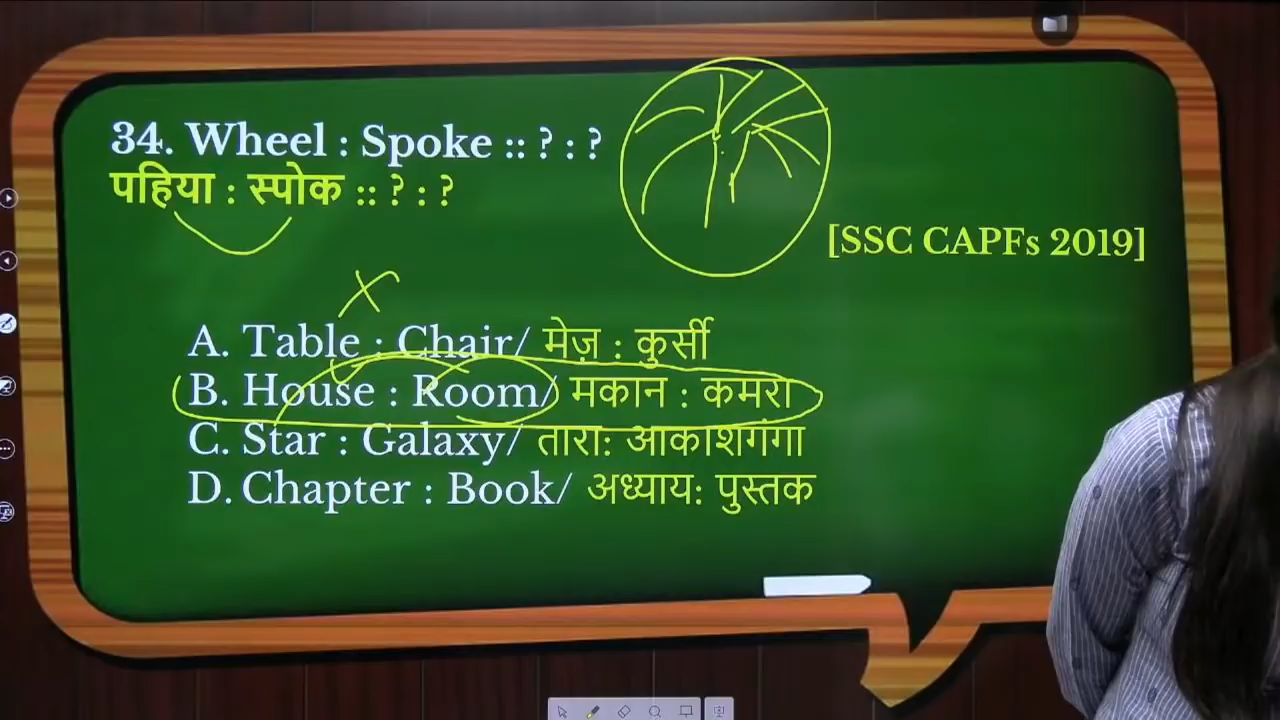 34. Wheel : Spoke :: ? : ?
पहिया : स्पोक :: ? : ?
[SSC CAPFs 2019]
A. Table : Chair/ मेज़ : कुर्सी
B. House : Room/ मकान : कमरा
C. Star : Galaxy/ तारा: आकाशगंगा
D. Chapter : Book/ अध्याय: पुस्तक